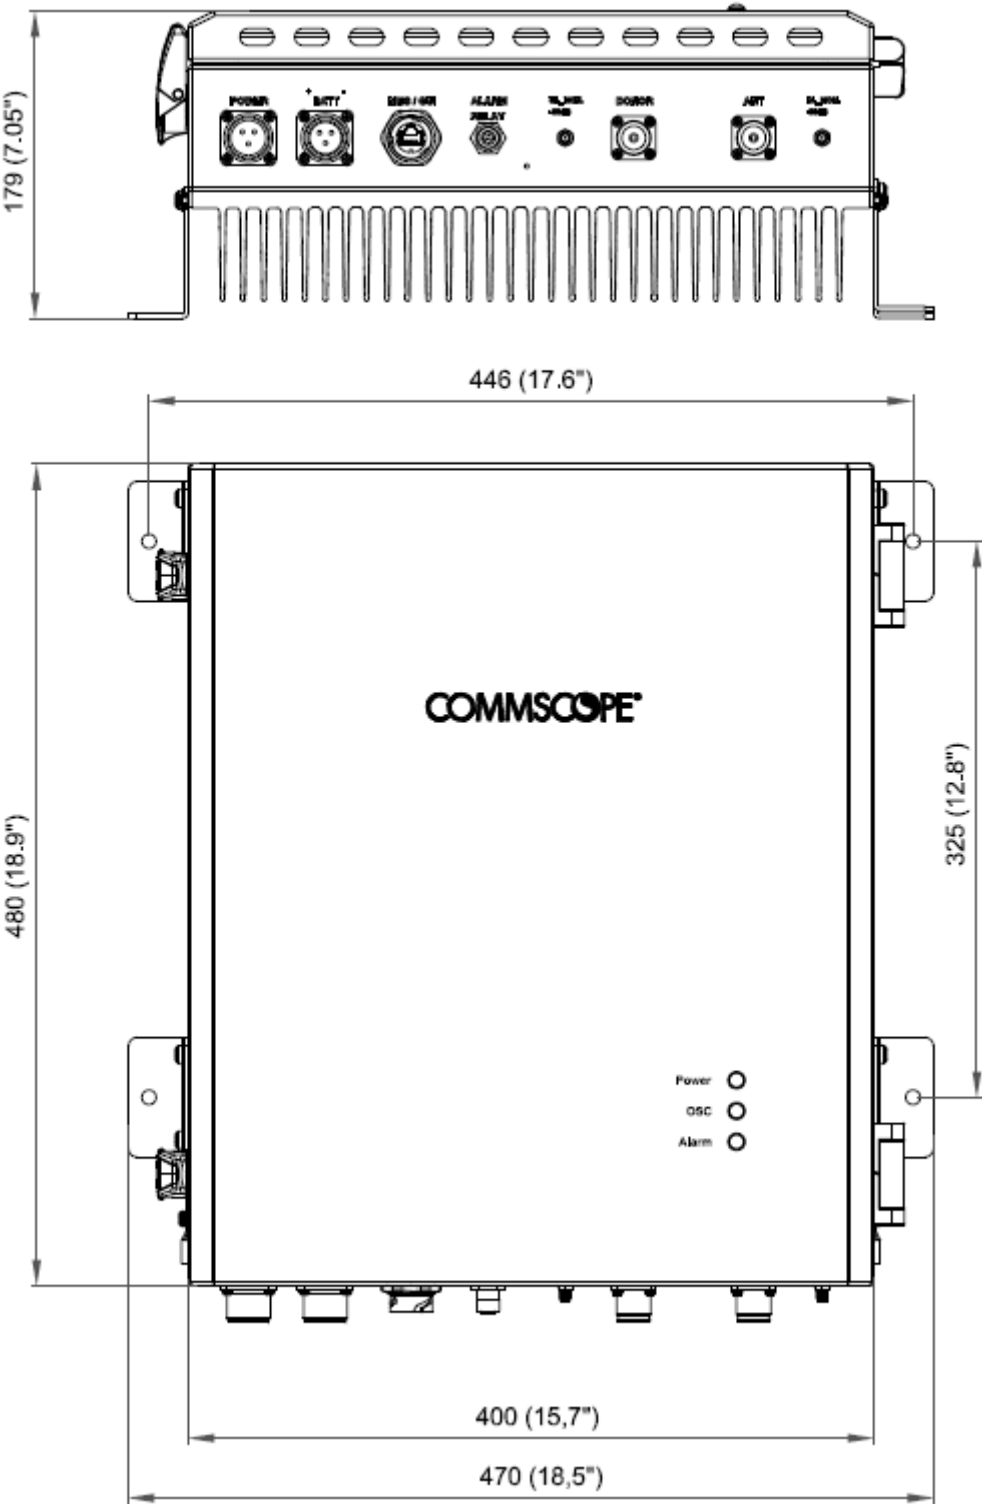 179 (7.05")
POWER
+ BATT -
ALARM
RELAY
DONOR
ANT
446 (17.6")
COMMSCOPE
480 (18.9")
325 (12.8")
Power
OSC
Alarm
400 (15,7")
470 (18,5")